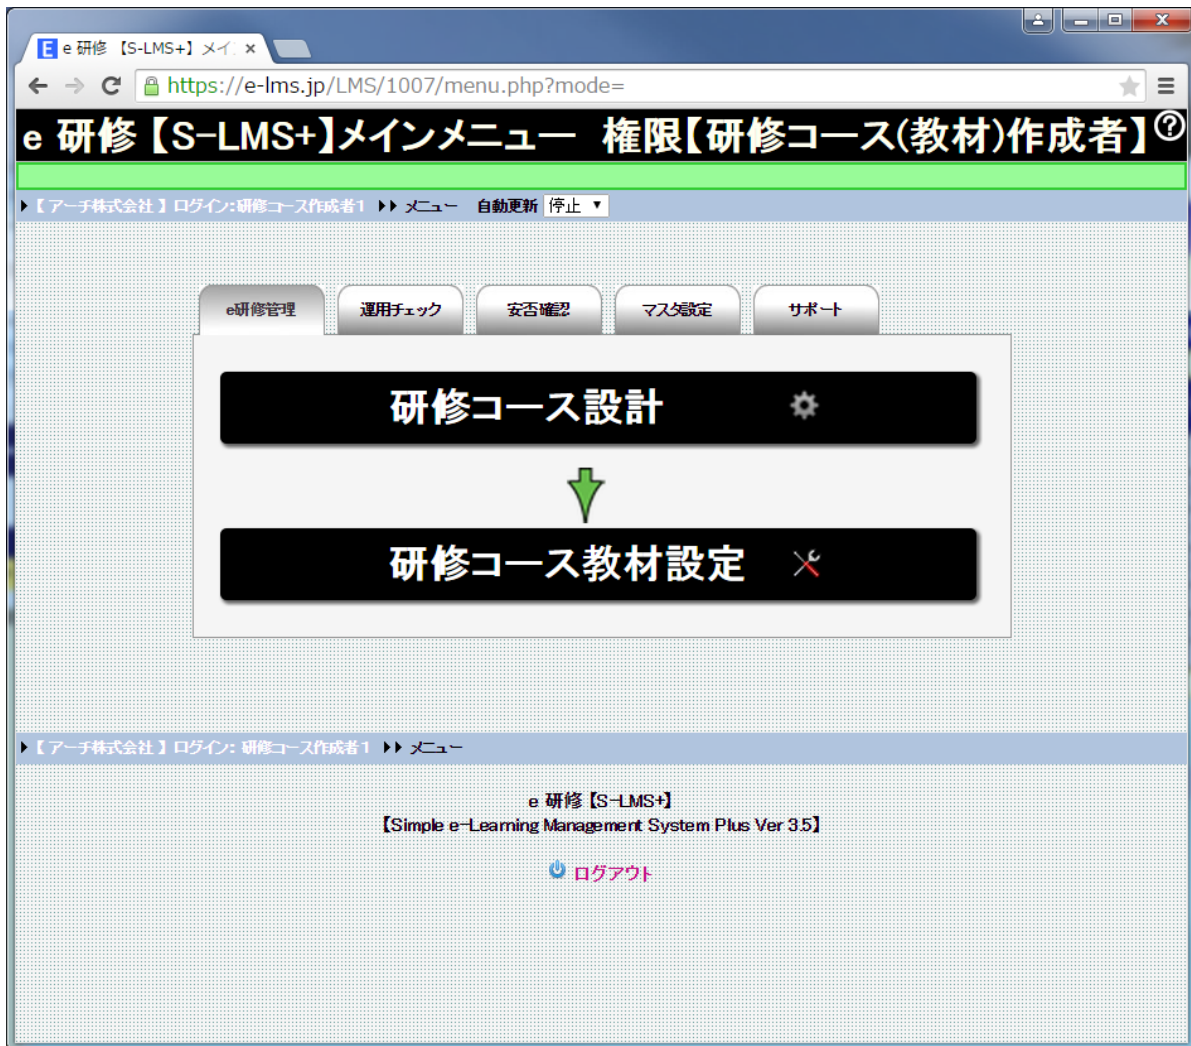 e 研修 【S-LMS+】 メイ
https://e-lms.jp/LMS/1007/menu.php?mode=
e 研修【S-LMS+】メインメニュー 権限【研修コース(教材)作成者】?
【 アーチ株式会社 】 ログイン:研修コース作成者1 メニュー 自動更新 停止
e研修管理 運用チェック 安否確認 マスタ設定 サポート
研修コース設計
研修コース教材設定
【 アーチ株式会社 】 ログイン: 研修コース作成者1 メニュー
e 研修【S-LMS+】
【Simple e-Learning Management System Plus Ver 3.5】
ログアウト